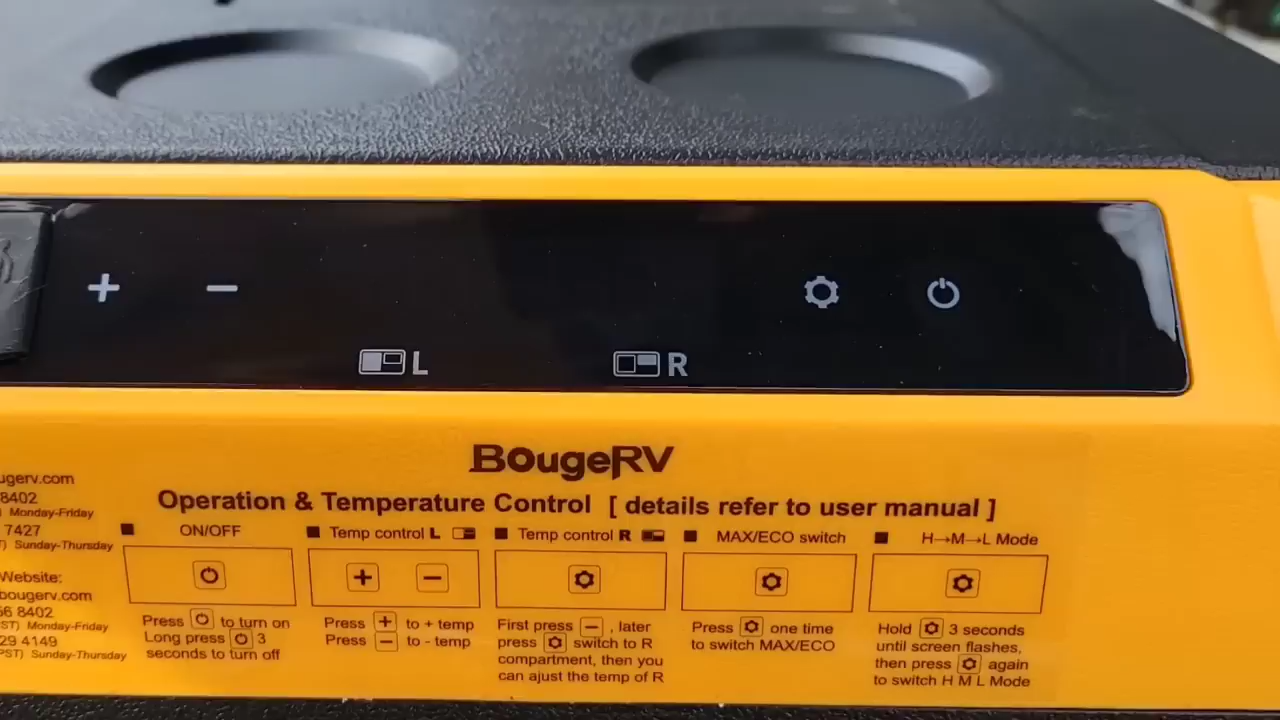 L
R
BougeRV
Operation & Temperature Control [ details refer to user manual ]
ON/OFF
Press to turn on
Long press 3
seconds to turn off
Temp control L
Press + to + temp
Press - to - temp
Temp control R
First press - , later
press switch to R
compartment, then you
can ajust the temp of R
MAX/ECO switch
Press one time
to switch MAX/ECO
H→M→L Mode
Hold 3 seconds
until screen flashes,
then press again
to switch H M L Mode
ugerv.com
8402
Monday-Friday
7427
Sunday-Thursday
Website:
bougerv.com
8402
Monday-Friday
29 4149
PST) Sunday-Thursday